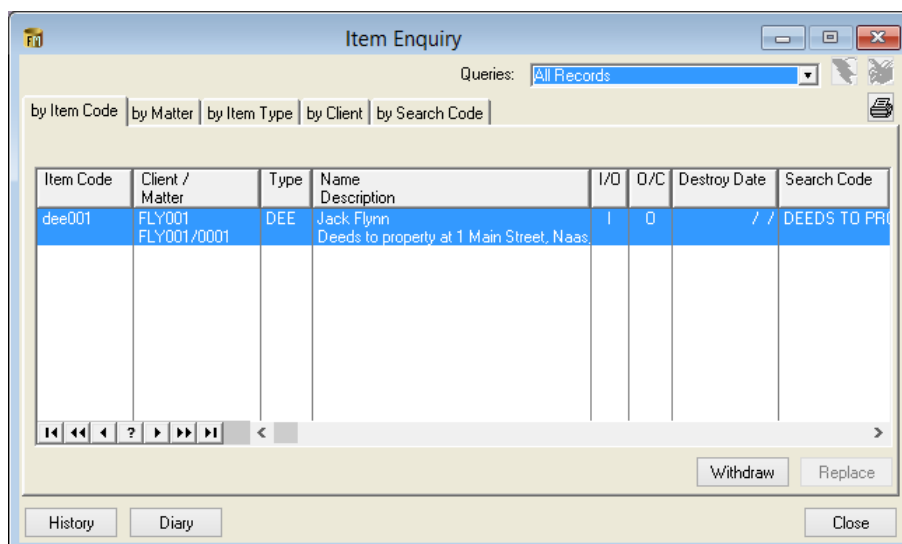 FM
Item Enquiry
Queries: All Records
by Item Code by Matter by Item Type by Client by Search Code
Item Code Client / Type Name I/O O/C Destroy Date Search Code
Matter Description
dee001 FLY001 DEE Jack Flynn I O / / DEEDS TO PRO
FLY001/0001 Deeds to property at 1 Main Street, Naas,
?
Withdraw Replace
History Diary Close